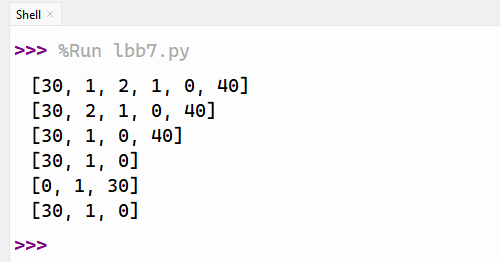 Shell ×
>>> %Run lbb7.py
[30, 1, 2, 1, 0, 40]
[30, 2, 1, 0, 40]
[30, 1, 0, 40]
[30, 1, 0]
[0, 1, 30]
[30, 1, 0]
>>>